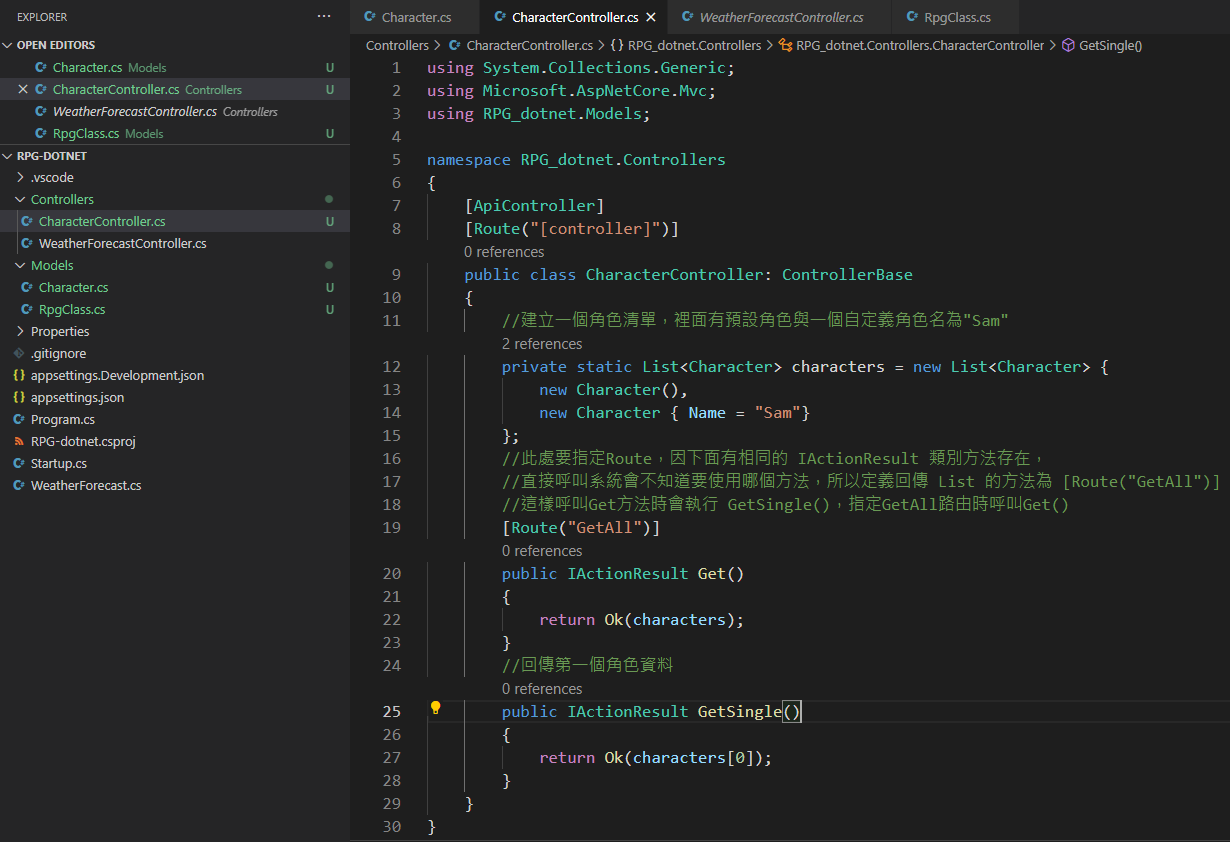 EXPLORER ···
OPEN EDITORS
Character.cs Models U
CharacterController.cs Controllers U
WeatherForecastController.cs Controllers
RpgClass.cs Models U
RPG-DOTNET
.vscode
Controllers
CharacterController.cs U
WeatherForecastController.cs
Models
Character.cs U
RpgClass.cs U
Properties
.gitignore
appsettings.Development.json
appsettings.json
Program.cs
RPG-dotnet.csproj
Startup.cs
WeatherForecast.cs
Character.cs CharacterController.cs WeatherForecastController.cs RpgClass.cs
Controllers > CharacterController.cs > {} RPG_dotnet.Controllers > RPG_dotnet.Controllers.CharacterController > GetSingle()
1 using System.Collections.Generic;
2 using Microsoft.AspNetCore.Mvc;
3 using RPG_dotnet.Models;
4
5 namespace RPG_dotnet.Controllers
6 {
7 [ApiController]
8 [Route("[controller]")]
0 references
9 public class CharacterController: ControllerBase
10 {
11 //建立一個角色清單，裡面有預設角色與一個自定義角色名為"Sam"
2 references
12 private static List<Character> characters = new List<Character> {
13 new Character(),
14 new Character { Name = "Sam"}
15 };
16 //此處要指定Route，因下面有相同的 IActionResult 類別方法存在，
17 //直接呼叫系統會不知道要使用哪個方法，所以定義回傳 List 的方法為 [Route("GetAll")]
18 //這樣呼叫Get方法時會執行 GetSingle()，指定GetAll路由時呼叫Get()
19 [Route("GetAll")]
0 references
20 public IActionResult Get()
21 {
22 return Ok(characters);
23 }
24 //回傳第一個角色資料
0 references
25 public IActionResult GetSingle()
26 {
27 return Ok(characters[0]);
28 }
29 }
30 }